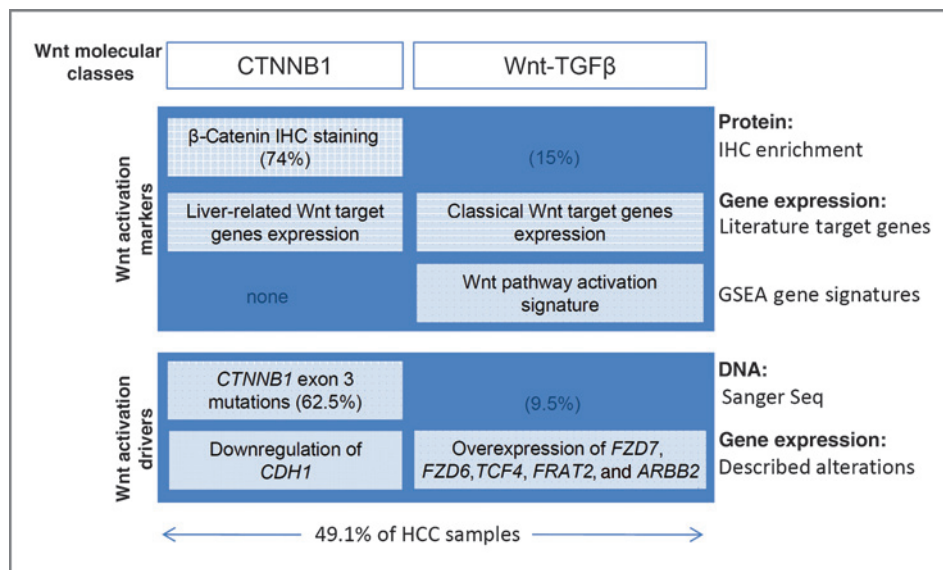 Wnt molecular
classes
CTNNB1
Wnt-TGFβ
Wnt activation
markers
β-Catenin IHC staining
(74%)
(15%)
Protein:
IHC enrichment
Liver-related Wnt target
genes expression
Classical Wnt target genes
expression
Gene expression:
Literature target genes
none
Wnt pathway activation
signature
GSEA gene signatures
Wnt activation
drivers
CTNNB1 exon 3
mutations (62.5%)
(9.5%)
DNA:
Sanger Seq
Downregulation of
CDH1
Overexpression of FZD7,
FZD6,TCF4, FRAT2, and ARBB2
Gene expression:
Described alterations
49.1% of HCC samples